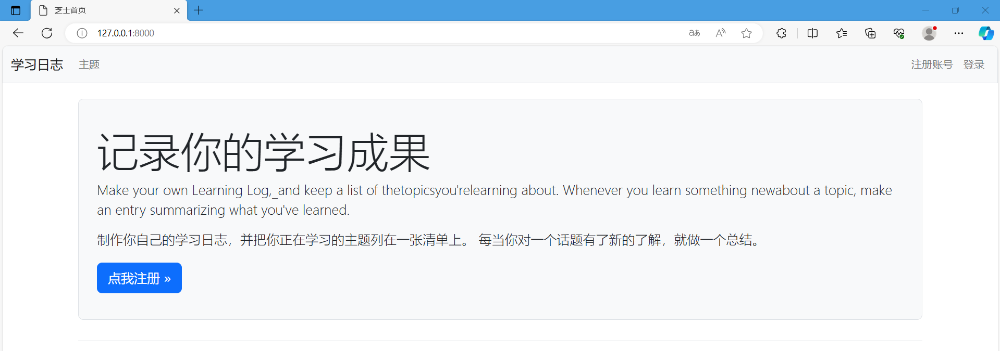 芝士首页
127.0.0.1:8000
aあ
学习日志 主题 注册账号 登录
记录你的学习成果
Make your own Learning Log,_and keep a list of thetopicsyou'relearning about. Whenever you learn something newabout a topic, make
an entry summarizing what you've learned.
制作你自己的学习日志，并把你正在学习的主题列在一张清单上。 每当你对一个话题有了新的了解，就做一个总结。
点我注册 »